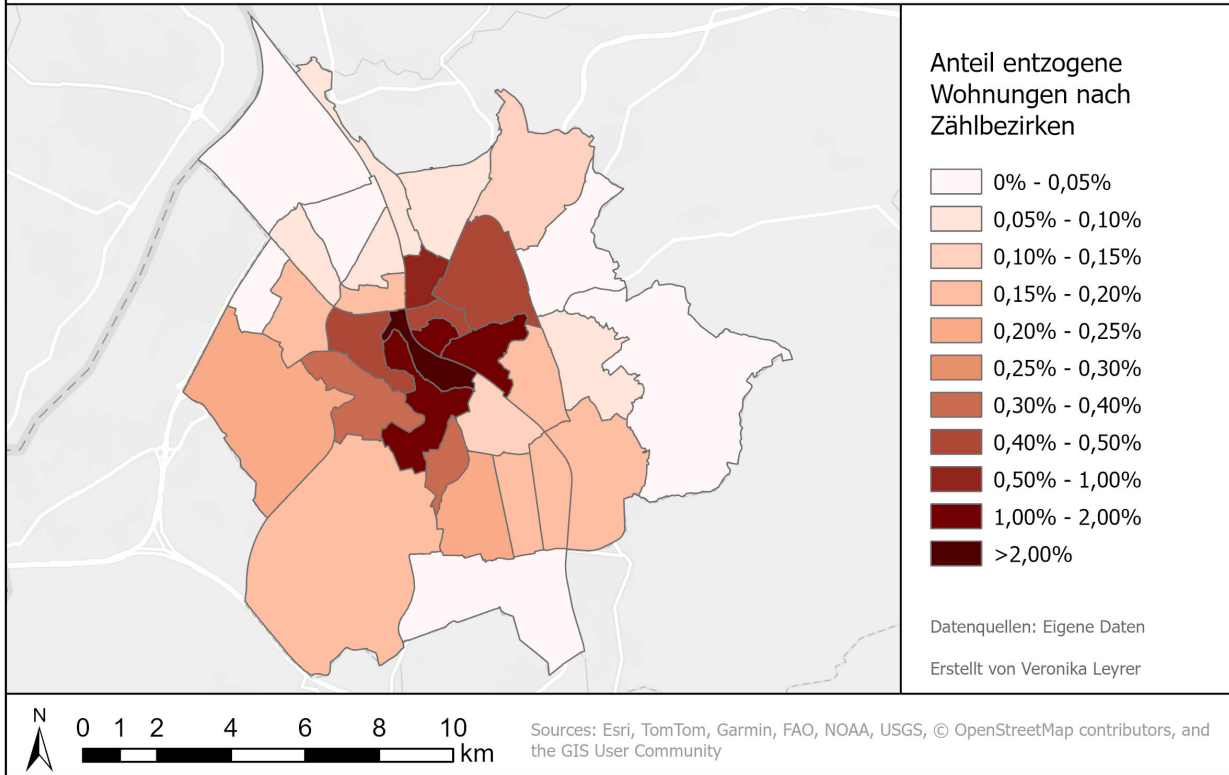 Anteil entzogene
Wohnungen nach
Zählbezirken
0% - 0,05%
0,05% - 0,10%
0,10% - 0,15%
0,15% - 0,20%
0,20% - 0,25%
0,25% - 0,30%
0,30% - 0,40%
0,40% - 0,50%
0,50% - 1,00%
1,00% - 2,00%
>2,00%
Datenquellen: Eigene Daten
Erstellt von Veronika Leyrer
N
0 1 2 4 6 8 10
km
Sources: Esri, TomTom, Garmin, FAO, NOAA, USGS, © OpenStreetMap contributors, and
the GIS User Community